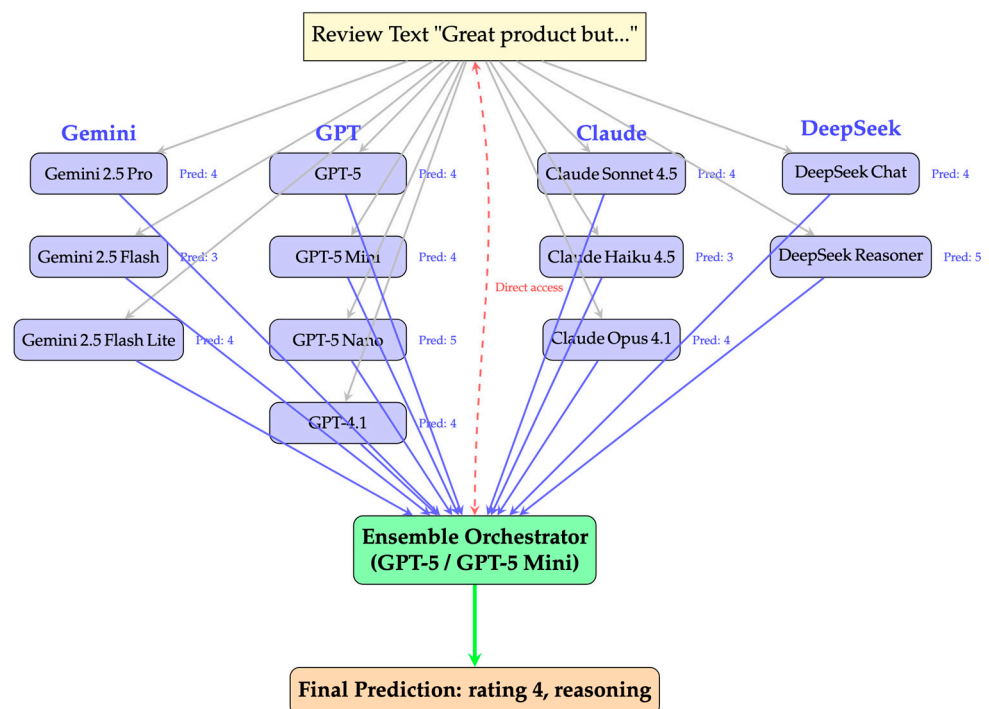 Review Text "Great product but..."
Gemini
GPT
Claude
DeepSeek
Gemini 2.5 Pro
Pred: 4
GPT-5
Pred: 4
Claude Sonnet 4.5
Pred: 4
DeepSeek Chat
Pred: 4
Gemini 2.5 Flash
Pred: 3
GPT-5 Mini
Pred: 4
Claude Haiku 4.5
Pred: 3
DeepSeek Reasoner
Pred: 5
Direct access
Gemini 2.5 Flash Lite
Pred: 4
GPT-5 Nano
Pred: 5
Claude Opus 4.1
Pred: 4
GPT-4.1
Pred: 4
Ensemble Orchestrator
(GPT-5 / GPT-5 Mini)
Final Prediction: rating 4, reasoning